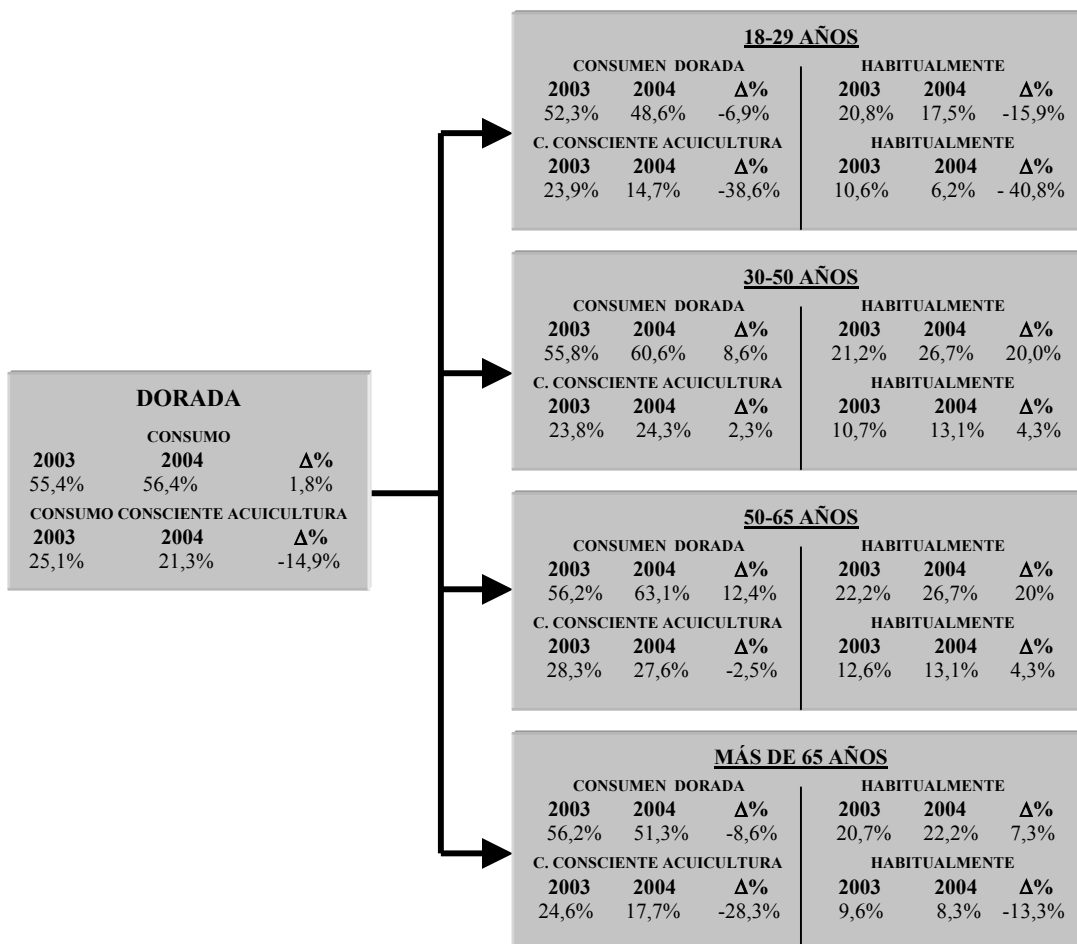 DORADA
CONSUMO
2003 2004 Δ%
55,4% 56,4% 1,8%
CONSUMO CONSCIENTE ACUICULTURA
2003 2004 Δ%
25,1% 21,3% -14,9%
18-29 AÑOS
CONSUMEN DORADA HABITUALMENTE
2003 2004 Δ% 2003 2004 Δ%
52,3% 48,6% -6,9% 20,8% 17,5% -15,9%
C. CONSCIENTE ACUICULTURA HABITUALMENTE
2003 2004 Δ% 2003 2004 Δ%
23,9% 14,7% -38,6% 10,6% 6,2% - 40,8%
30-50 AÑOS
CONSUMEN DORADA HABITUALMENTE
2003 2004 Δ% 2003 2004 Δ%
55,8% 60,6% 8,6% 21,2% 26,7% 20,0%
C. CONSCIENTE ACUICULTURA HABITUALMENTE
2003 2004 Δ% 2003 2004 Δ%
23,8% 24,3% 2,3% 10,7% 13,1% 4,3%
50-65 AÑOS
CONSUMEN DORADA HABITUALMENTE
2003 2004 Δ% 2003 2004 Δ%
56,2% 63,1% 12,4% 22,2% 26,7% 20%
C. CONSCIENTE ACUICULTURA HABITUALMENTE
2003 2004 Δ% 2003 2004 Δ%
28,3% 27,6% -2,5% 12,6% 13,1% 4,3%
MÁS DE 65 AÑOS
CONSUMEN DORADA HABITUALMENTE
2003 2004 Δ% 2003 2004 Δ%
56,2% 51,3% -8,6% 20,7% 22,2% 7,3%
C. CONSCIENTE ACUICULTURA HABITUALMENTE
2003 2004 Δ% 2003 2004 Δ%
24,6% 17,7% -28,3% 9,6% 8,3% -13,3%